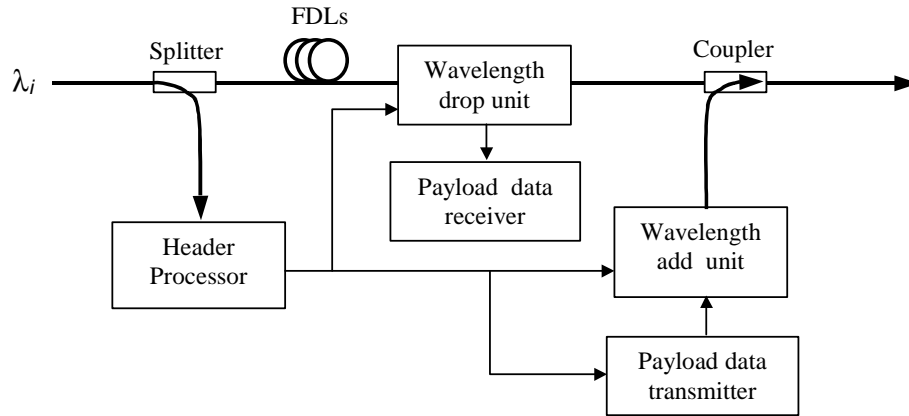 FDLs
Splitter
Coupler
λi
Wavelength
drop unit
Payload data
receiver
Header
Processor
Wavelength
add unit
Payload data
transmitter